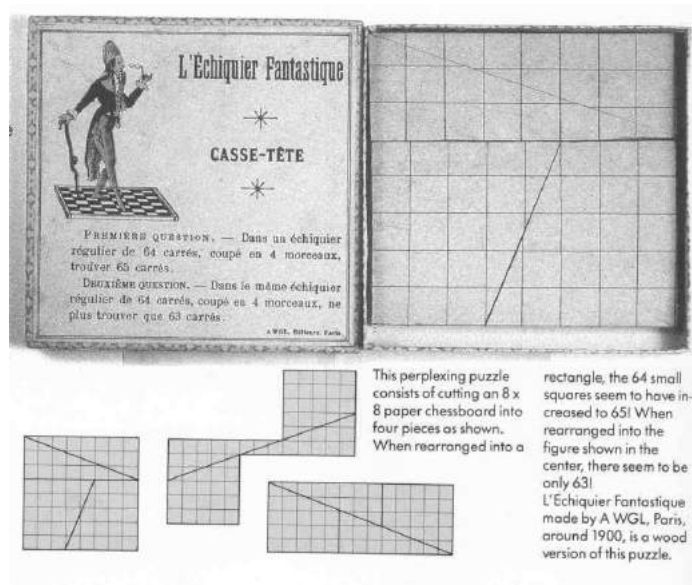 L'Échiquier Fantastique
CASSE-TÊTE
PREMIÈRE QUESTION. — Dans un échiquier
régulier de 64 carrés, coupé en 4 morceaux,
trouver 65 carrés.
DEUXIÈME QUESTION. — Dans le même échiquier
régulier de 64 carrés, coupé en 4 morceaux, ne
plus trouver que 63 carrés.
A WGL, Éditeurs, Paris
This perplexing puzzle
consists of cutting an 8 x
8 paper chessboard into
four pieces as shown.
When rearranged into a
rectangle, the 64 small
squares seem to have in-
creased to 65! When
rearranged into the
figure shown in the
center, there seem to be
only 63!
L'Echiquier Fantastique
made by A WGL, Paris,
around 1900, is a wood
version of this puzzle.